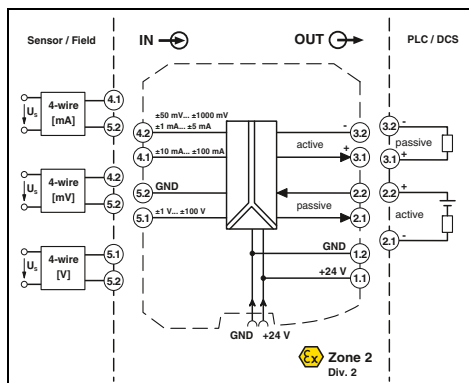 Sensor / Field
IN
OUT
PLC / DCS
Us
4-wire
[mA]
4.1
5.2
Us
4-wire
[mV]
4.2
5.2
Us
4-wire
[V]
5.1
5.2
±50 mV... ±1000 mV
±1 mA... ±5 mA
4.2
±10 mA... ±100 mA
4.1
GND
5.2
±1 V... ±100 V
5.1
-
3.2
active
+
3.1
2.2
passive
2.1
GND
1.2
+24 V
1.1
GND +24 V
3.2 -
passive
3.1 +
2.2 +
active
2.1 -
Ex
Zone 2
Div. 2